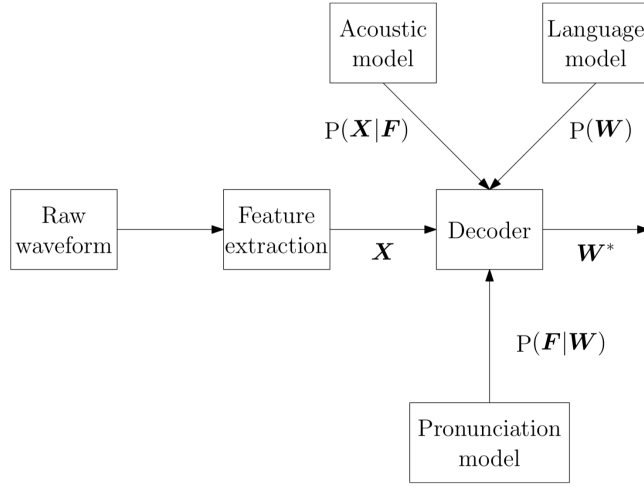 Acoustic
model
Language
model
P(X|F)
P(W)
Raw
waveform
Feature
extraction
X
Decoder
W*
P(F|W)
Pronunciation
model